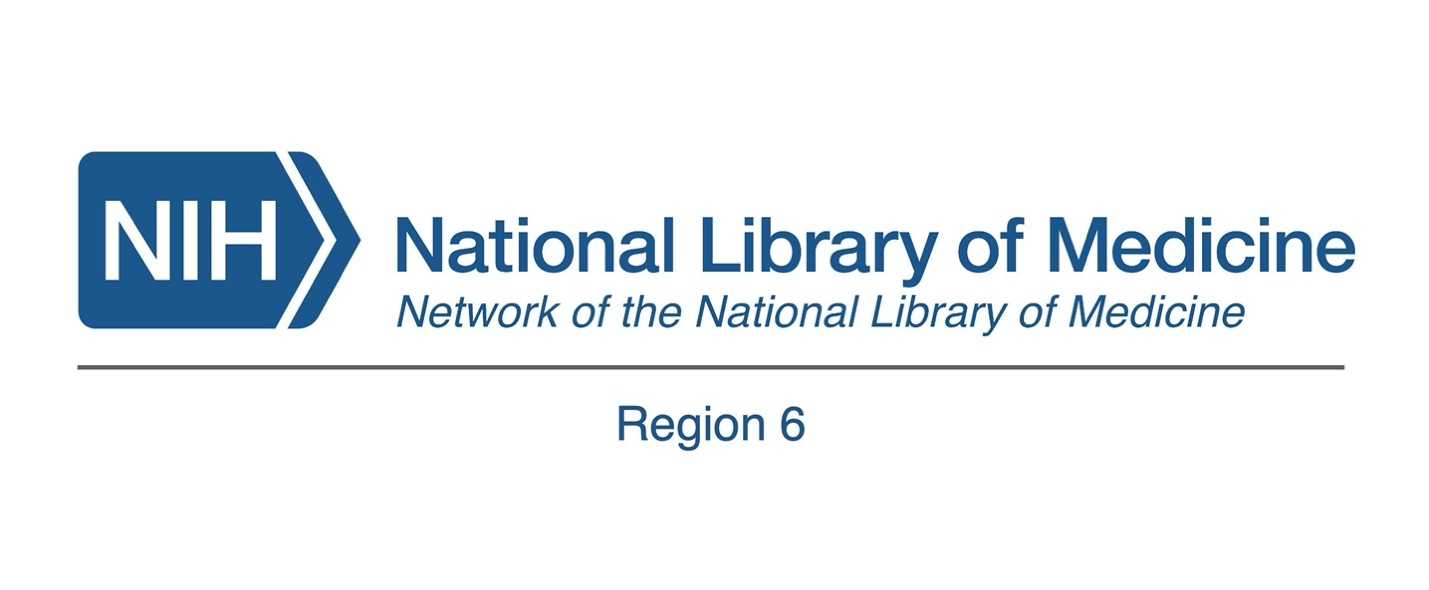 NIH
National Library of Medicine
Network of the National Library of Medicine
Region 6